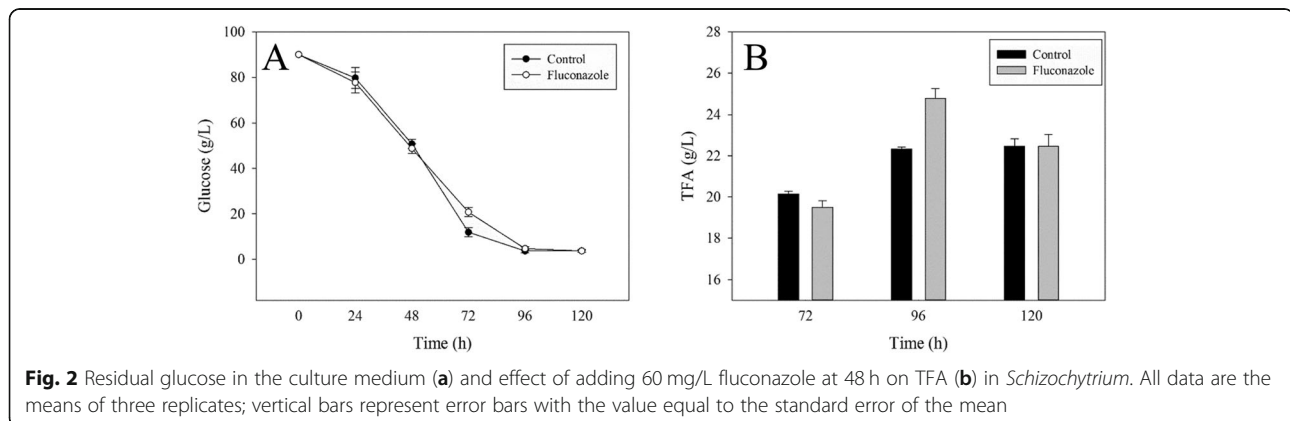 A
Control
Fluconazole
100
80
60
40
20
0
Glucose (g/L)
0 24 48 72 96 120
Time (h)
B
Control
Fluconazole
28
26
24
22
20
18
16
TFA (g/L)
72 96 120
Time (h)
Fig. 2 Residual glucose in the culture medium (a) and effect of adding 60 mg/L fluconazole at 48 h on TFA (b) in Schizochytrium. All data are the
means of three replicates; vertical bars represent error bars with the value equal to the standard error of the mean